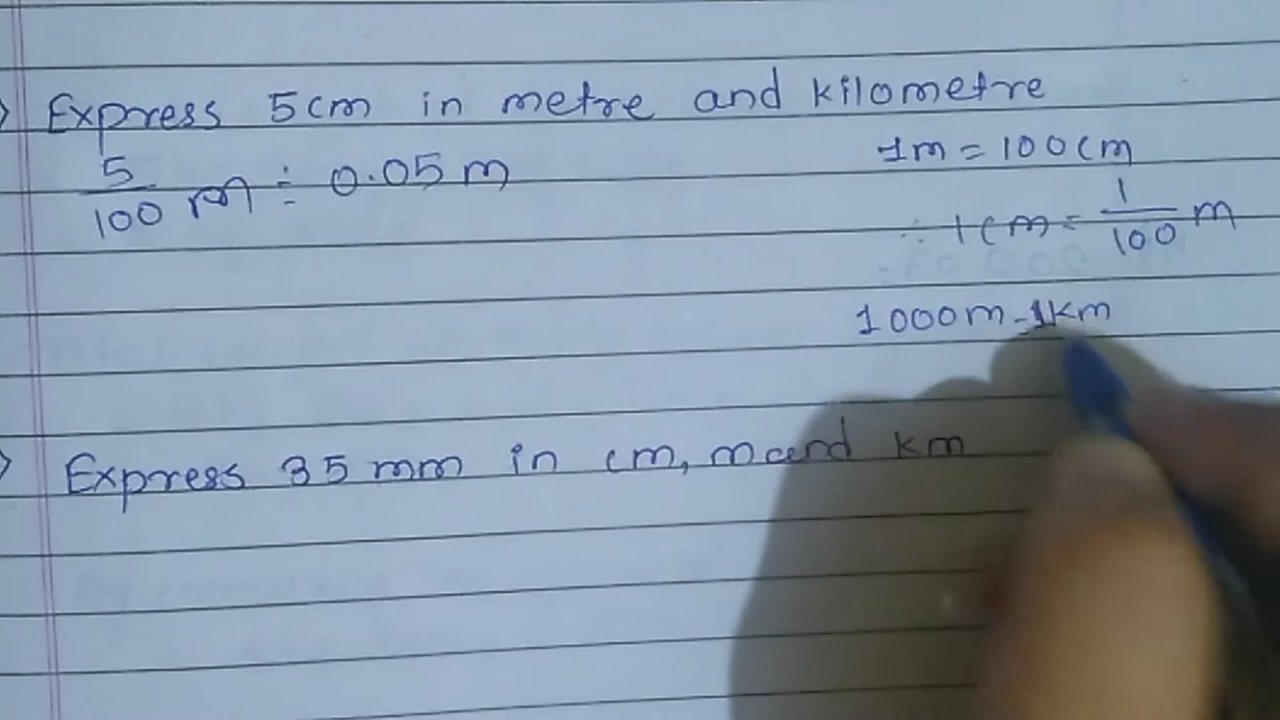 Express 5cm in metre and kilometre
5/100 m = 0.05 m
1m = 100cm
∴ 1cm = 1/100 m
1000m - 1km
Express 35 mm in cm, m and km